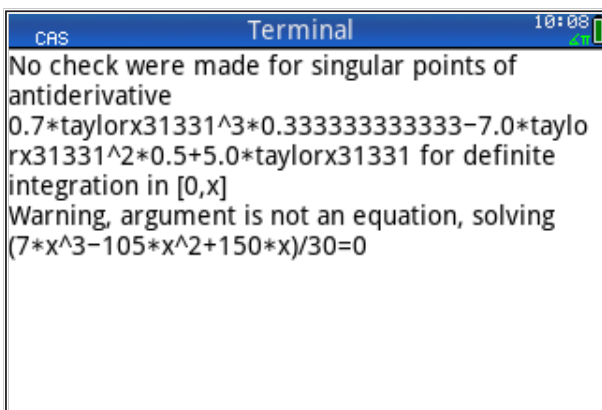 CAS
Terminal
10:08
∡π
No check were made for singular points of
antiderivative
0.7*taylorx31331^3*0.333333333333−7.0*taylo
rx31331^2*0.5+5.0*taylorx31331 for definite
integration in [0,x]
Warning, argument is not an equation, solving
(7*x^3−105*x^2+150*x)/30=0